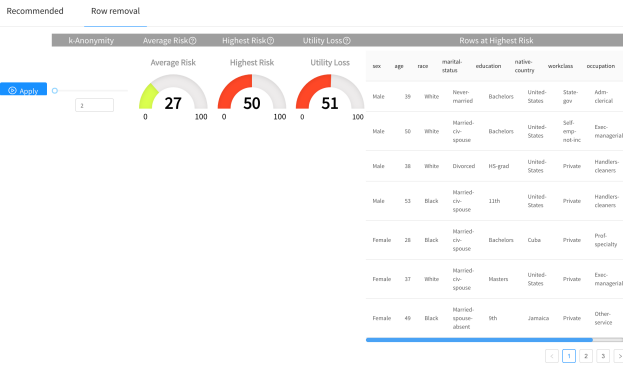 Recommended Row removal
k-Anonymity Average Risk Highest Risk Utility Loss Rows at Highest Risk
Average Risk Highest Risk Utility Loss
27 50 51
0 100 0 100 0 100
Apply
2
sex age race marital-status education native-country workclass occupation
Male 39 White Never-married Bachelors United-States State-gov Adm-clerical
Male 50 White Married-civ-spouse Bachelors United-States Self-emp-not-inc Exec-managerial
Male 38 White Divorced HS-grad United-States Private Handlers-cleaners
Male 53 Black Married-civ-spouse 11th United-States Private Handlers-cleaners
Female 28 Black Married-civ-spouse Bachelors Cuba Private Prof-specialty
Female 37 White Married-civ-spouse Masters United-States Private Exec-managerial
Female 49 Black Married-spouse-absent 9th Jamaica Private Other-service
< 1 2 3 >